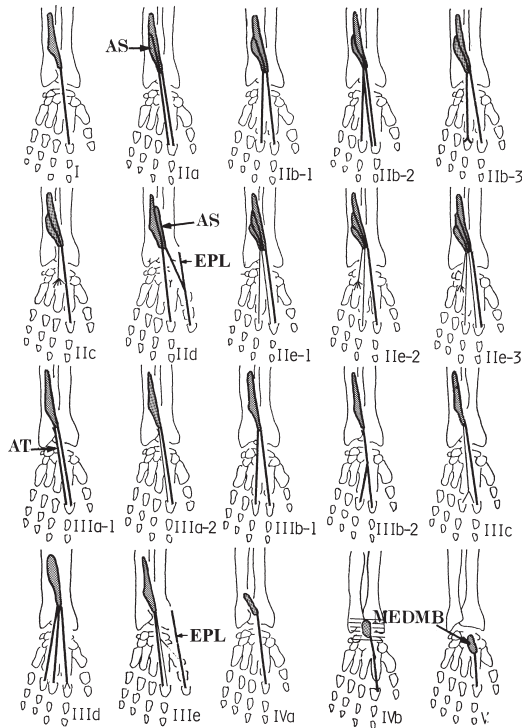 AS
I IIa IIb-1 IIb-2 IIb-3
AS
EPL
IIc IId IIe-1 IIe-2 IIe-3
AT
IIIa-1 IIIa-2 IIIb-1 IIIb-2 IIIc
MEDMB
EPL
IIId IIIe IVa IVb V